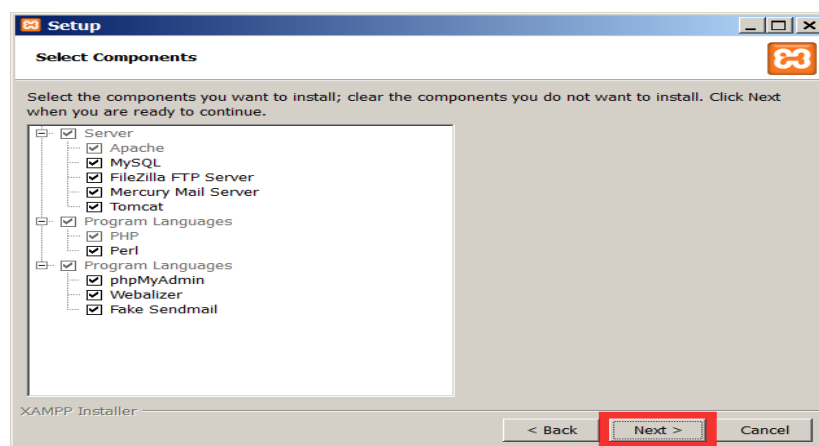 Setup
Select Components
Select the components you want to install; clear the components you do not want to install. Click Next
when you are ready to continue.
Server
Apache
MySQL
FileZilla FTP Server
Mercury Mail Server
Tomcat
Program Languages
PHP
Perl
Program Languages
phpMyAdmin
Webalizer
Fake Sendmail
XAMPP Installer
< Back Next > Cancel